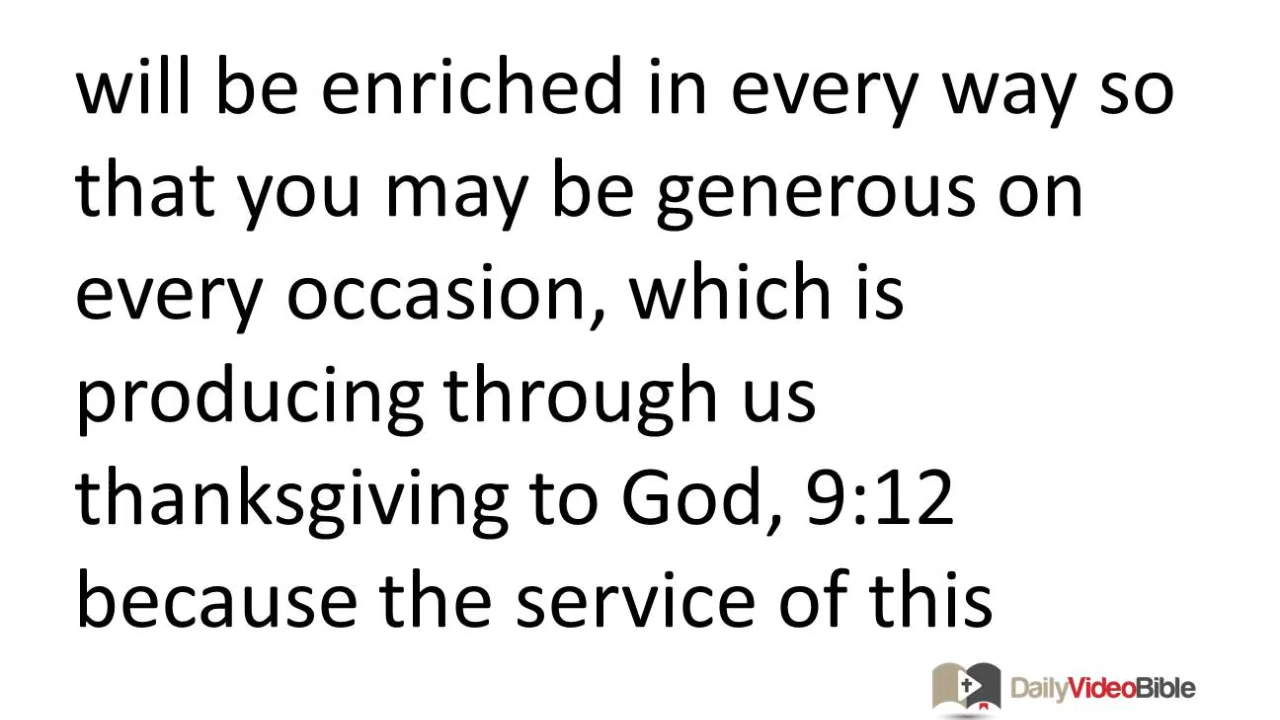 will be enriched in every way so
that you may be generous on
every occasion, which is
producing through us
thanksgiving to God, 9:12
because the service of this
DailyVideoBible